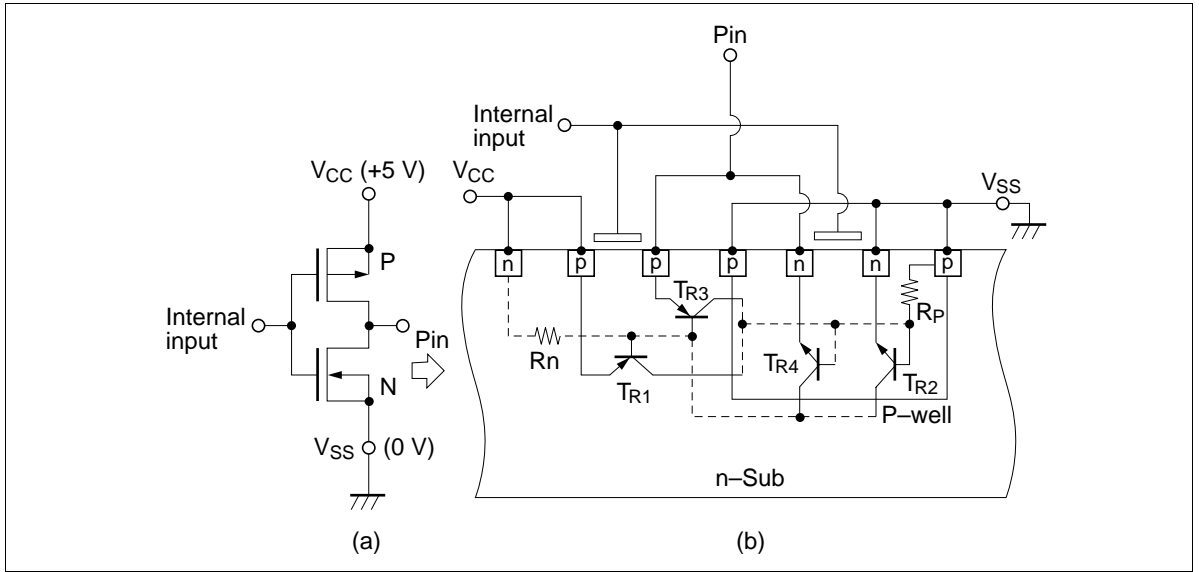 Pin
Internal
input
VCC (+5 V)
VCC
VSS
P
n
p
p
p
n
n
p
TR3
RP
Internal
input
Pin
Rn
TR4
TR2
N
TR1
P–well
VSS (0 V)
n–Sub
(a)
(b)